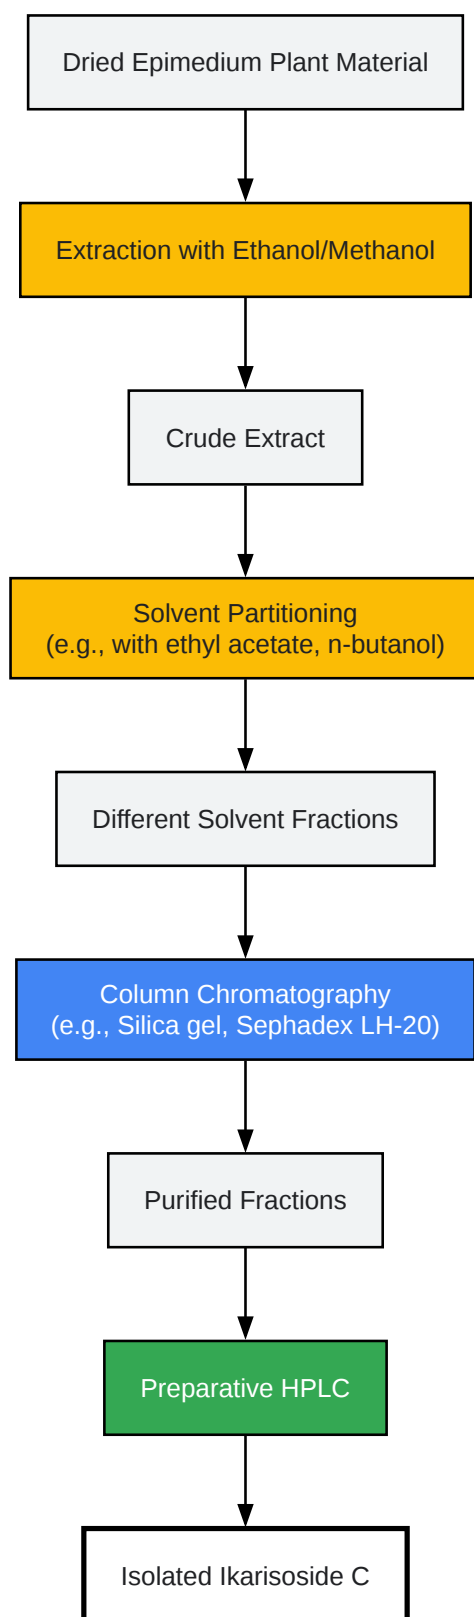 Dried Epimedium Plant Material
Extraction with Ethanol/Methanol
Crude Extract
Solvent Partitioning
(e.g., with ethyl acetate, n-butanol)
Different Solvent Fractions
Column Chromatography
(e.g., Silica gel, Sephadex LH-20)
Purified Fractions
Preparative HPLC
Isolated Ikarisoside C